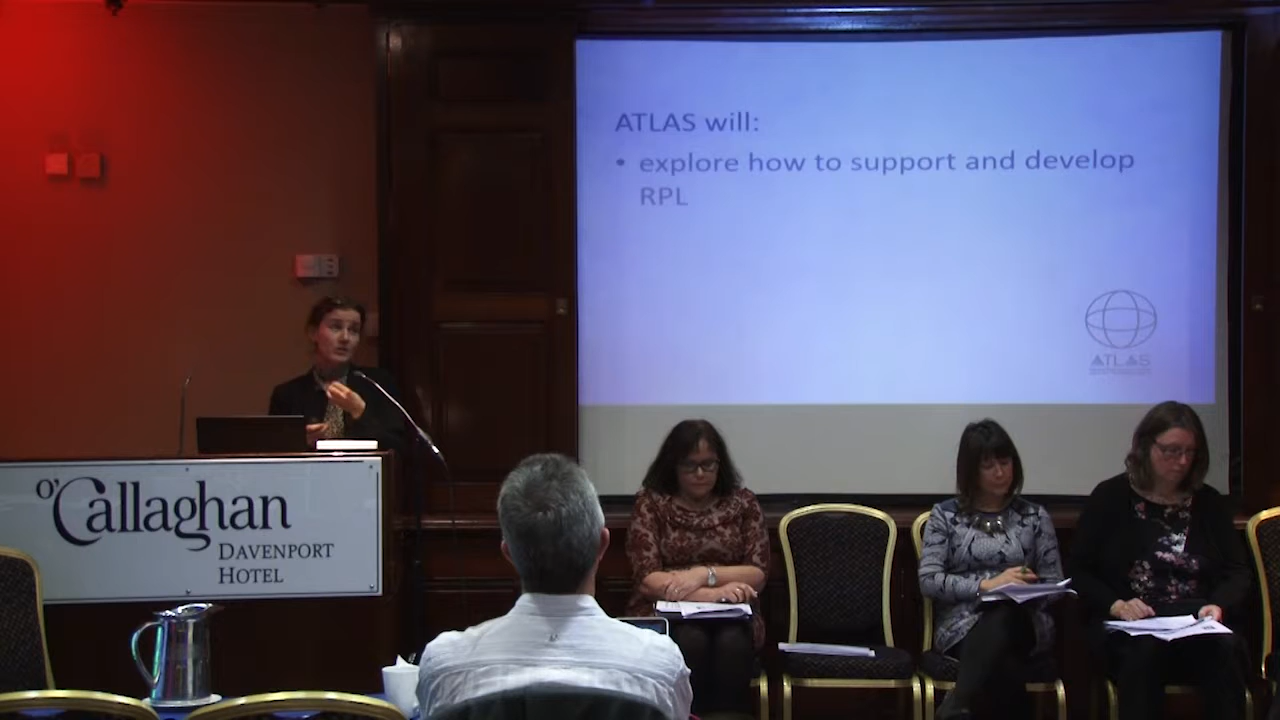 ATLAS will:
• explore how to support and develop
RPL
ATLAS
O'Callaghan
DAVENPORT
HOTEL